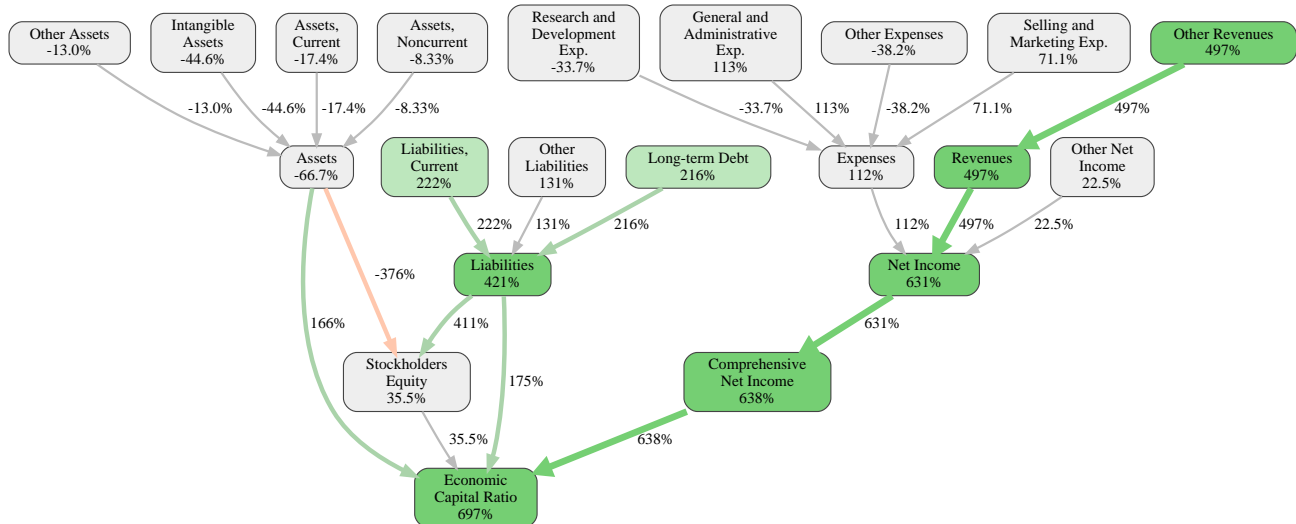 Other Assets
-13.0%
Intangible
Assets
-44.6%
Assets,
Current
-17.4%
Assets,
Noncurrent
-8.33%
Research and
Development
Exp.
-33.7%
General and
Administrative
Exp.
113%
Other Expenses
-38.2%
Selling and
Marketing Exp.
71.1%
Other Revenues
497%
-13.0%
-44.6%
-17.4%
-8.33%
-33.7%
113%
-38.2%
71.1%
497%
Assets
-66.7%
Liabilities,
Current
222%
Other
Liabilities
131%
Long-term Debt
216%
Expenses
112%
Revenues
497%
Other Net
Income
22.5%
222%
131%
216%
112%
497%
22.5%
-376%
Liabilities
421%
Net Income
631%
166%
411%
631%
Stockholders
Equity
35.5%
175%
Comprehensive
Net Income
638%
35.5%
638%
Economic
Capital Ratio
697%